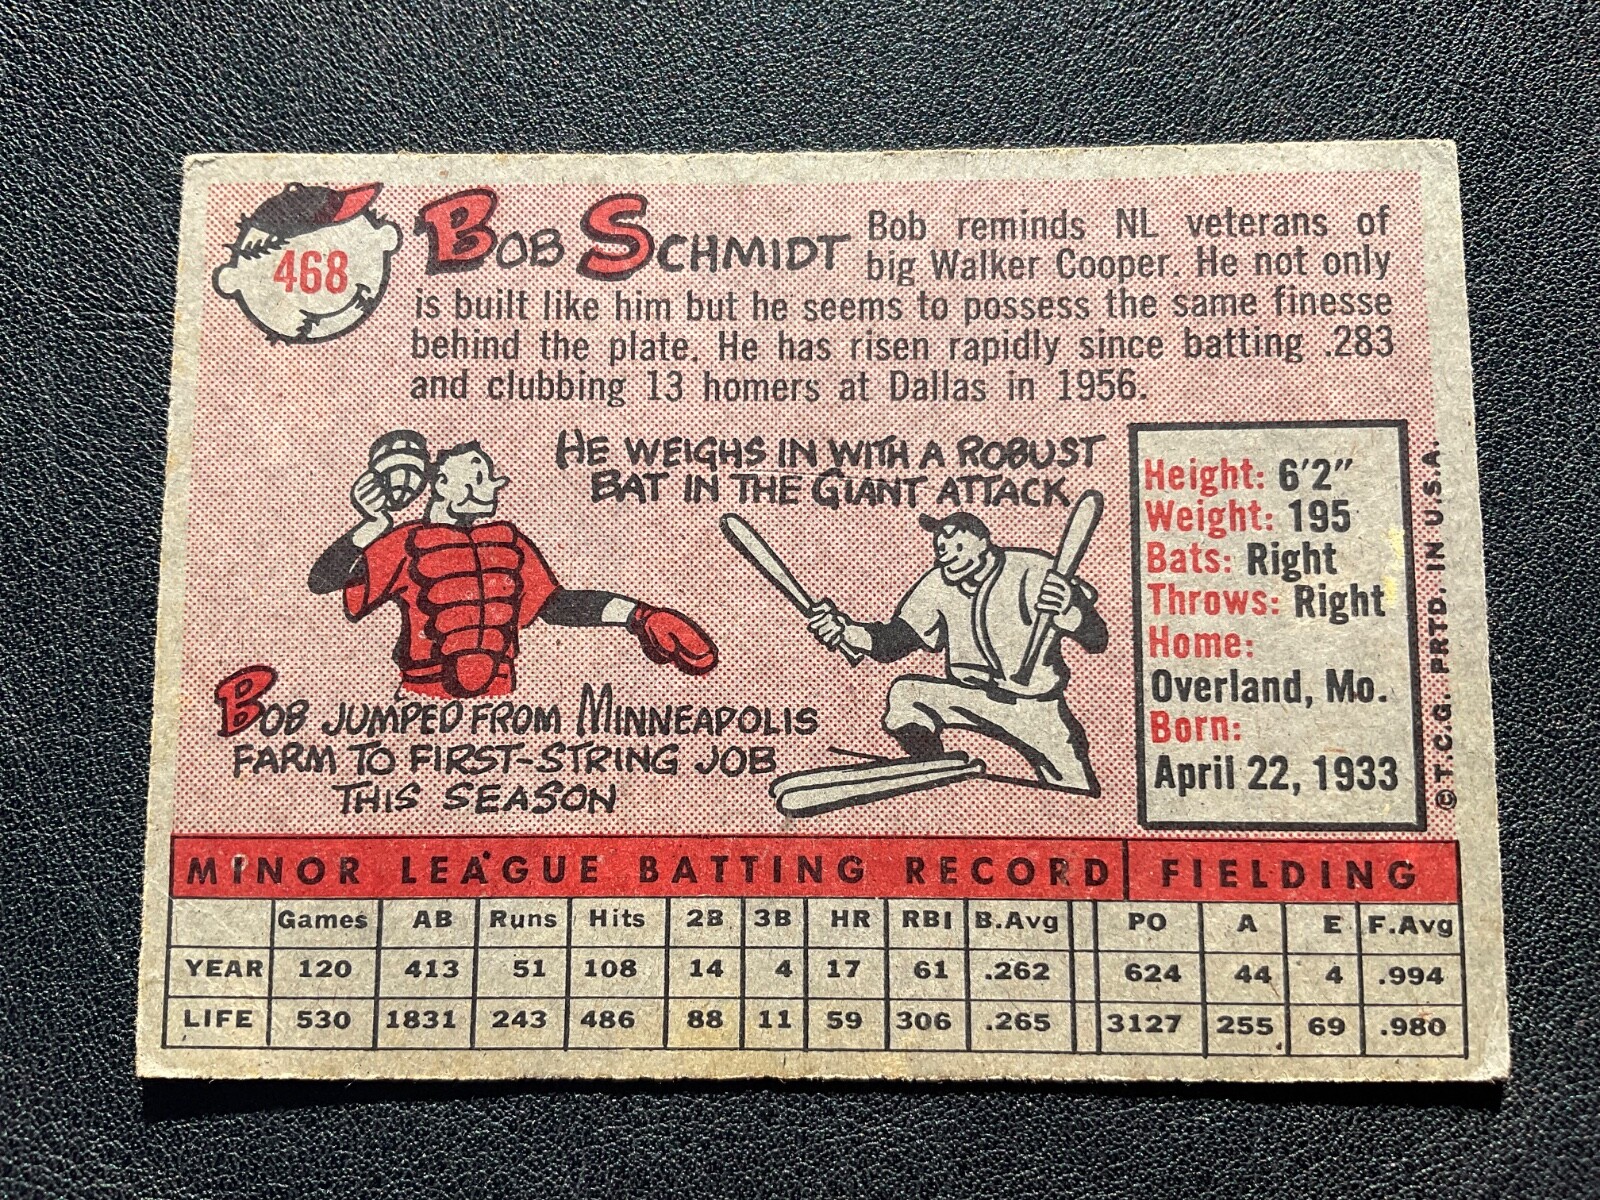 468
BOB SCHMIDT
Bob reminds NL veterans of
big Walker Cooper. He not only
is built like him but he seems to possess the same finesse
behind the plate. He has risen rapidly since batting .283
and clubbing 13 homers at Dallas in 1956.
HE WEIGHS IN WITH A ROBUST
BAT IN THE GIANT ATTACK
BOB JUMPED FROM MINNEAPOLIS
FARM TO FIRST-STRING JOB
THIS SEASON
Height: 6'2"
Weight: 195
Bats: Right
Throws: Right
Home:
Overland, Mo.
Born:
April 22, 1933
© T.C.G. PRTD. IN U.S.A.
MINOR LEAGUE BATTING RECORD FIELDING
Games AB Runs Hits 2B 3B HR RBI B.Avg PO A E F.Avg
YEAR 120 413 51 108 14 4 17 61 .262 624 44 4 .994
LIFE 530 1831 243 486 88 11 59 306 .265 3127 255 69 .980